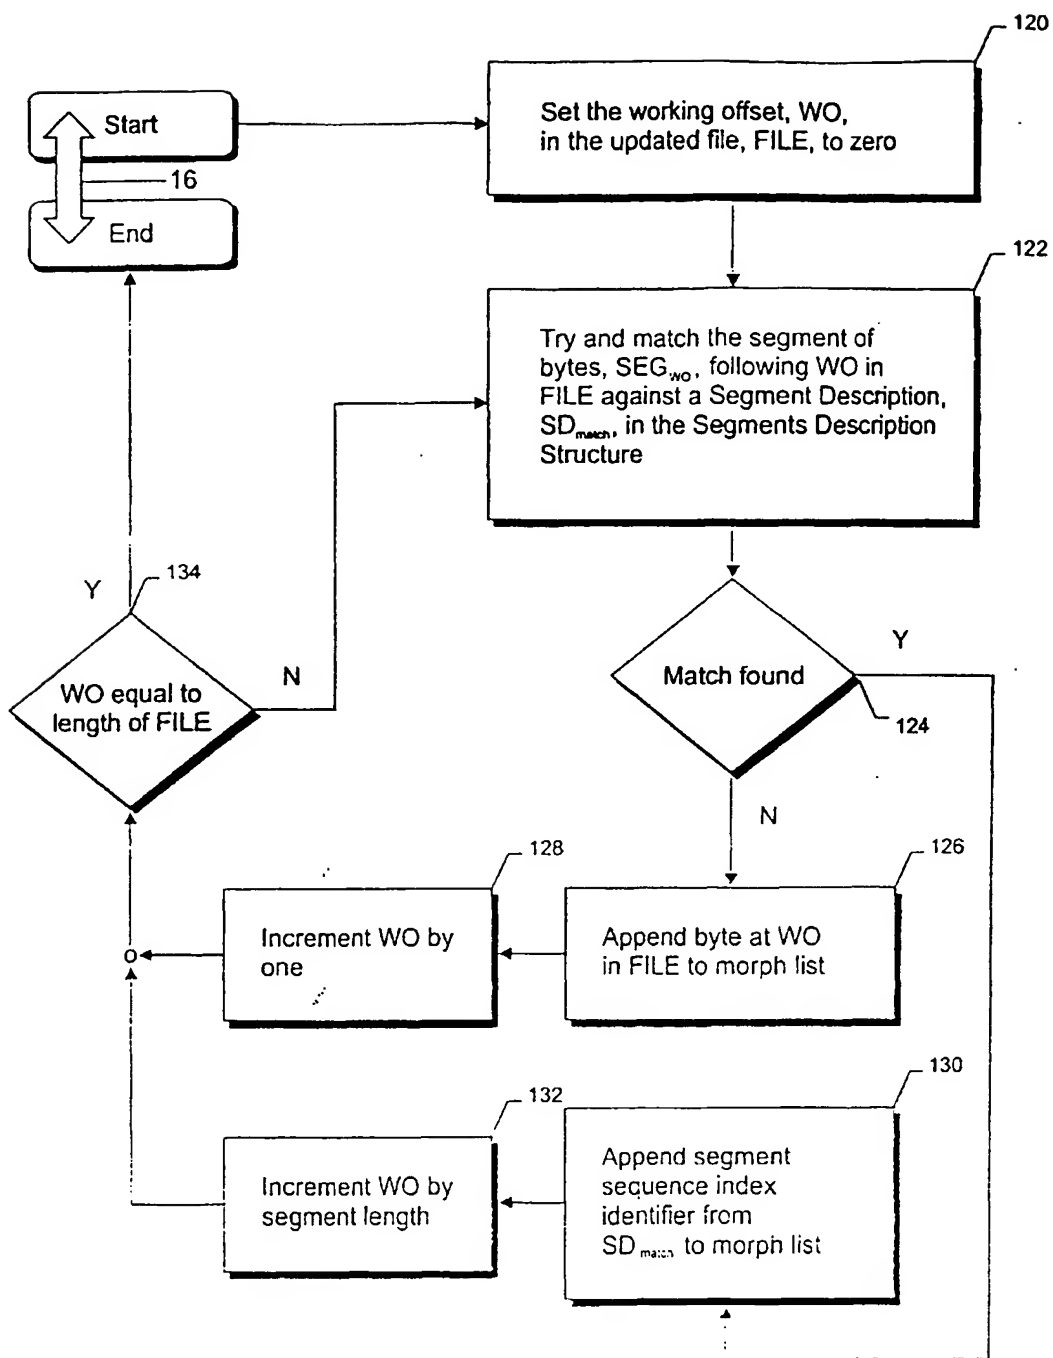 120
Start
Set the working offset, WO,
in the updated file, FILE, to zero
16
End
122
Try and match the segment of
bytes, SEG_WO, following WO in
FILE against a Segment Description,
SD_match, in the Segments Description
Structure
134
Y
WO equal to
length of FILE
N
Match found
Y
124
N
128
126
Increment WO by
one
Append byte at WO
in FILE to morph list
o
132
130
Increment WO by
segment length
Append segment
sequence index
identifier from
SD_match to morph list